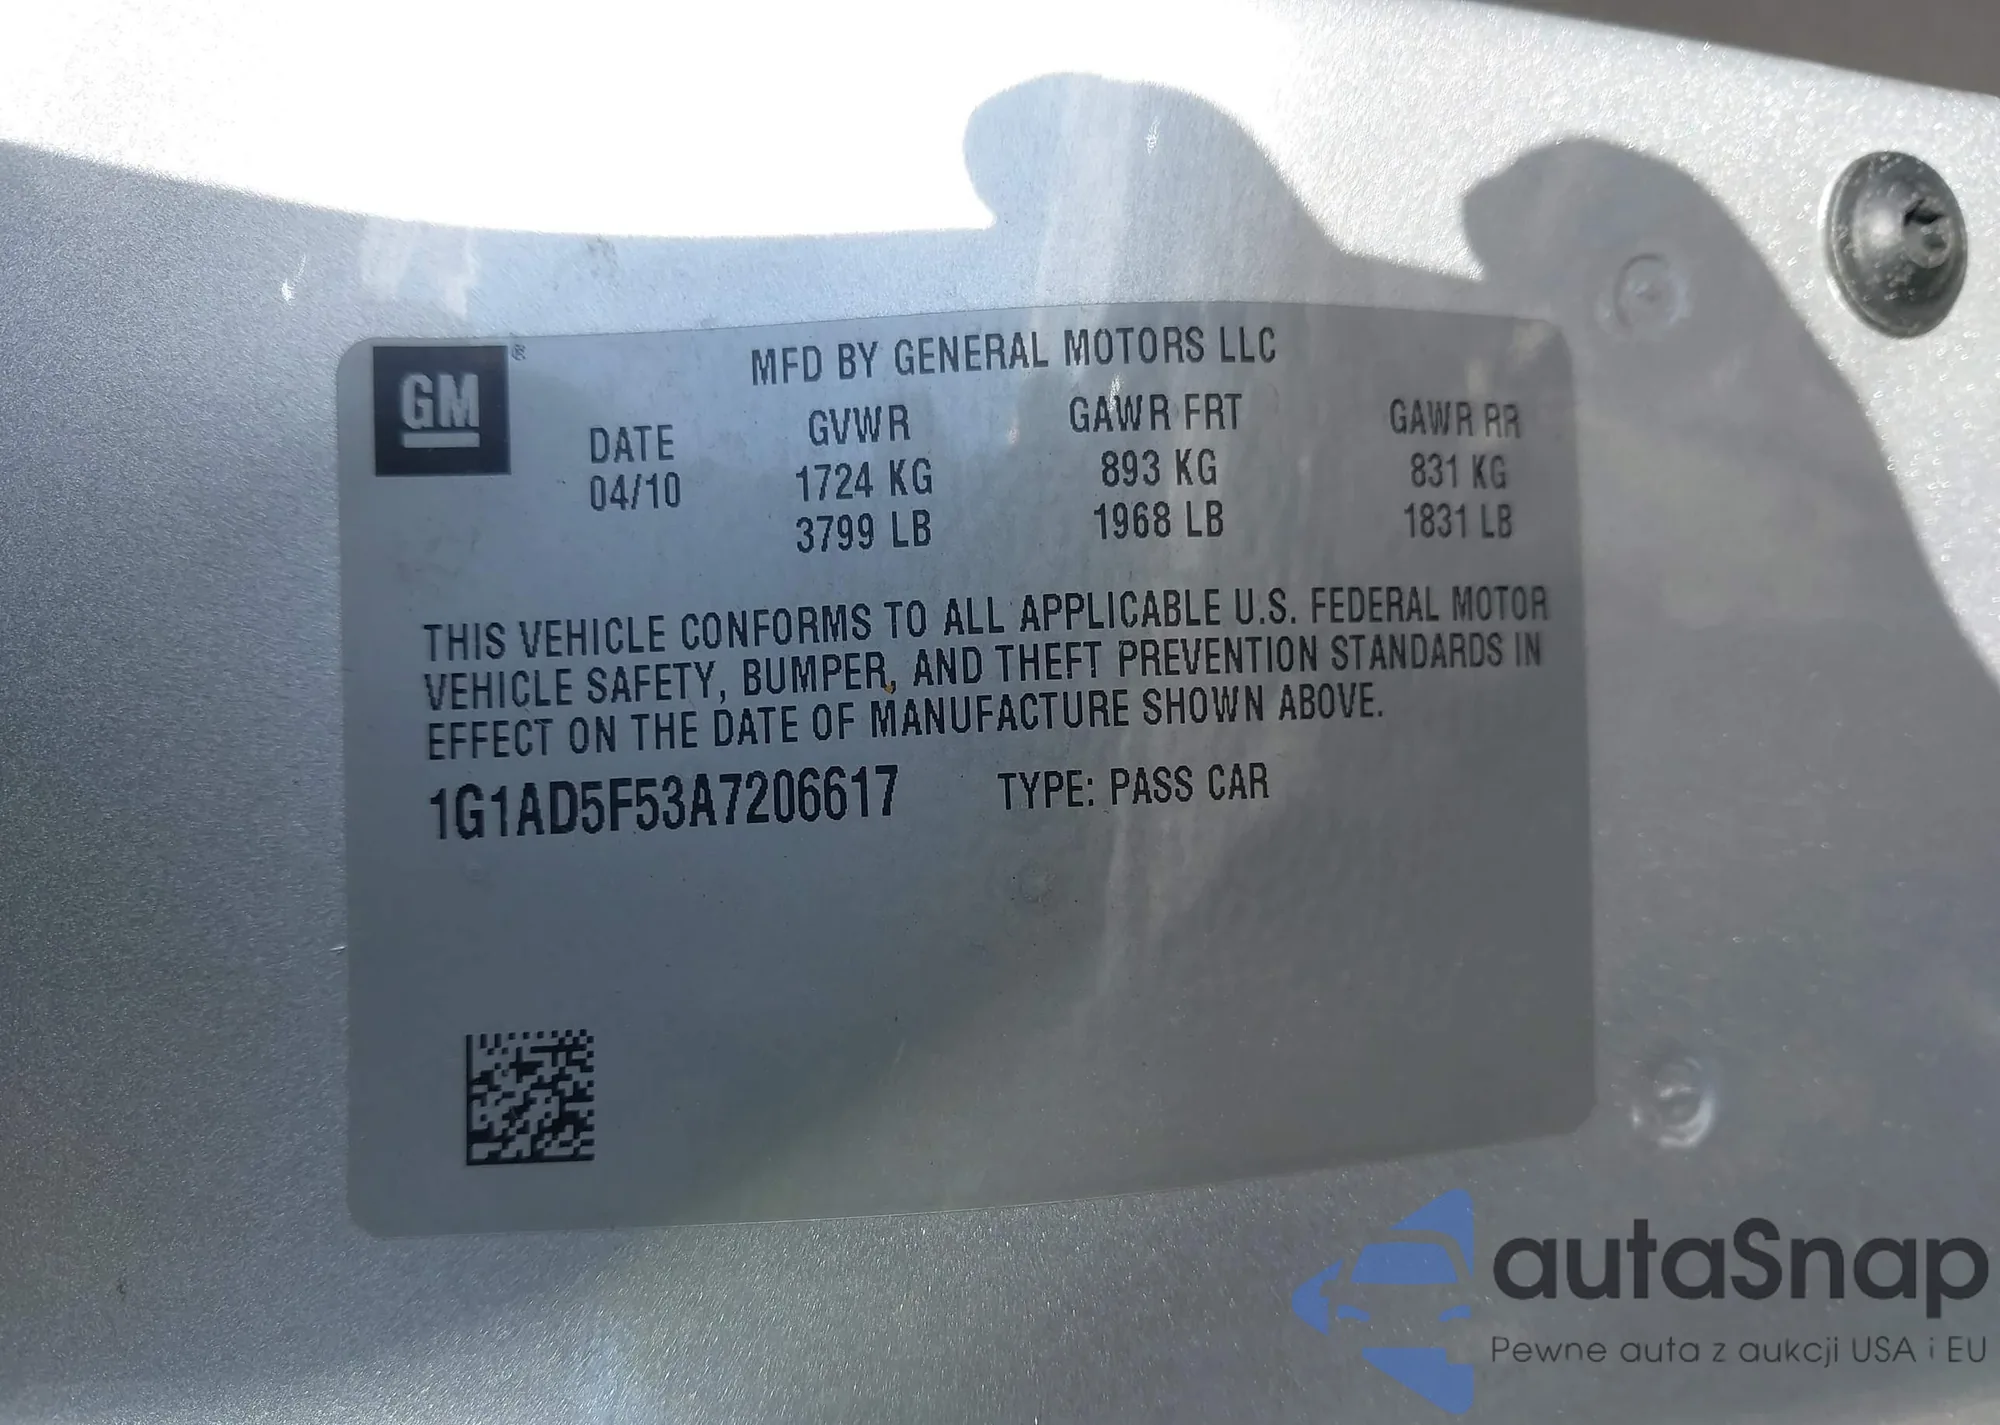 GM®
MFD BY GENERAL MOTORS LLC
DATE GVWR GAWR FRT GAWR RR
04/10 1724 KG 893 KG 831 KG
3799 LB 1968 LB 1831 LB
THIS VEHICLE CONFORMS TO ALL APPLICABLE U.S. FEDERAL MOTOR
VEHICLE SAFETY, BUMPER, AND THEFT PREVENTION STANDARDS IN
EFFECT ON THE DATE OF MANUFACTURE SHOWN ABOVE.
1G1AD5F53A7206617 TYPE: PASS CAR
autaSnap
Pewne auta z aukcji USA i EU